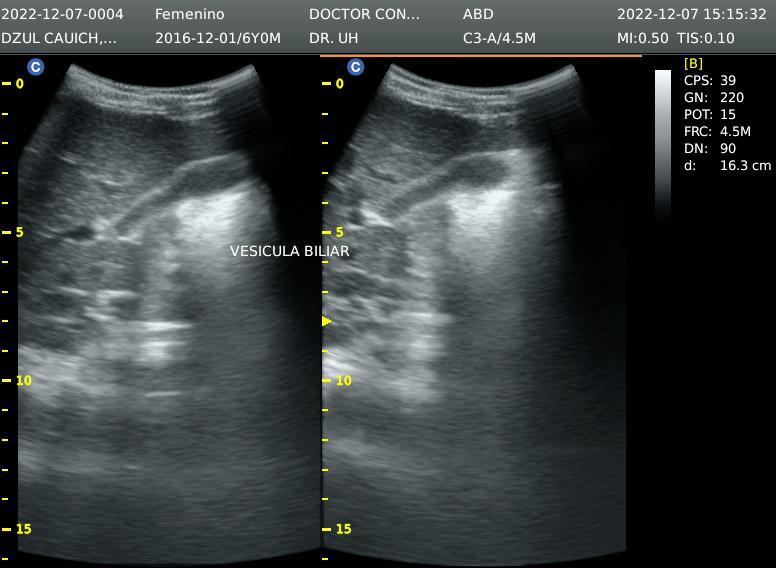 2022-12-07-0004 Femenino DOCTOR CON... ABD 2022-12-07 15:15:32
DZUL CAUICH,... 2016-12-01/6Y0M DR. UH C3-A/4.5M MI:0.50 TIS:0.10
C
C
[B]
CPS: 39
GN: 220
POT: 15
FRC: 4.5M
DN: 90
d: 16.3 cm
0
0
5
5
VESICULA BILIAR
10
10
15
15